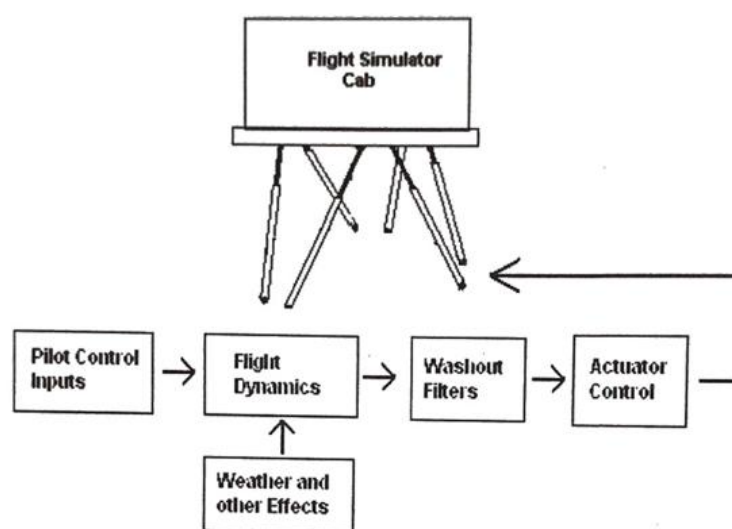 Flight Simulator
Cab
Pilot Control
Inputs
Flight
Dynamics
Washout
Filters
Actuator
Control
Weather and
other Effects